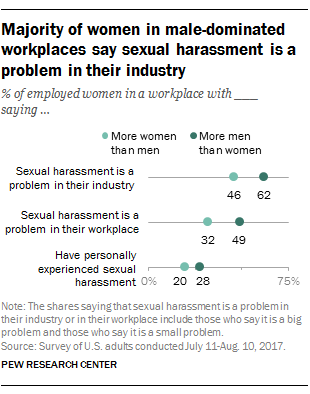 Majority of women in male-dominated
workplaces say sexual harassment is a
problem in their industry
% of employed women in a workplace with ____
saying ...
More women
than men
More men
than women
Sexual harassment is a
problem in their industry
46 62
Sexual harassment is a
problem in their workplace
32 49
Have personally
experienced sexual
harassment
0% 20 28 75%
Note: The shares saying that sexual harassment is a problem in
their industry or in their workplace include those who say it is a big
problem and those who say it is a small problem.
Source: Survey of U.S. adults conducted July 11-Aug. 10, 2017.
PEW RESEARCH CENTER